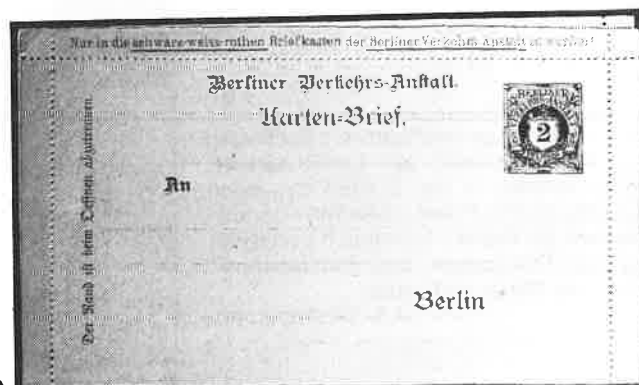 Nur in die schwarz-weiss-rothen Briefkasten der Berliner Verkehrs-Anstalt zu werfen!
Berliner Verkehrs-Anstalt.
Karten-Brief.
2
An
Berlin
Der Rand ist beim Oeffnen abzutrennen.